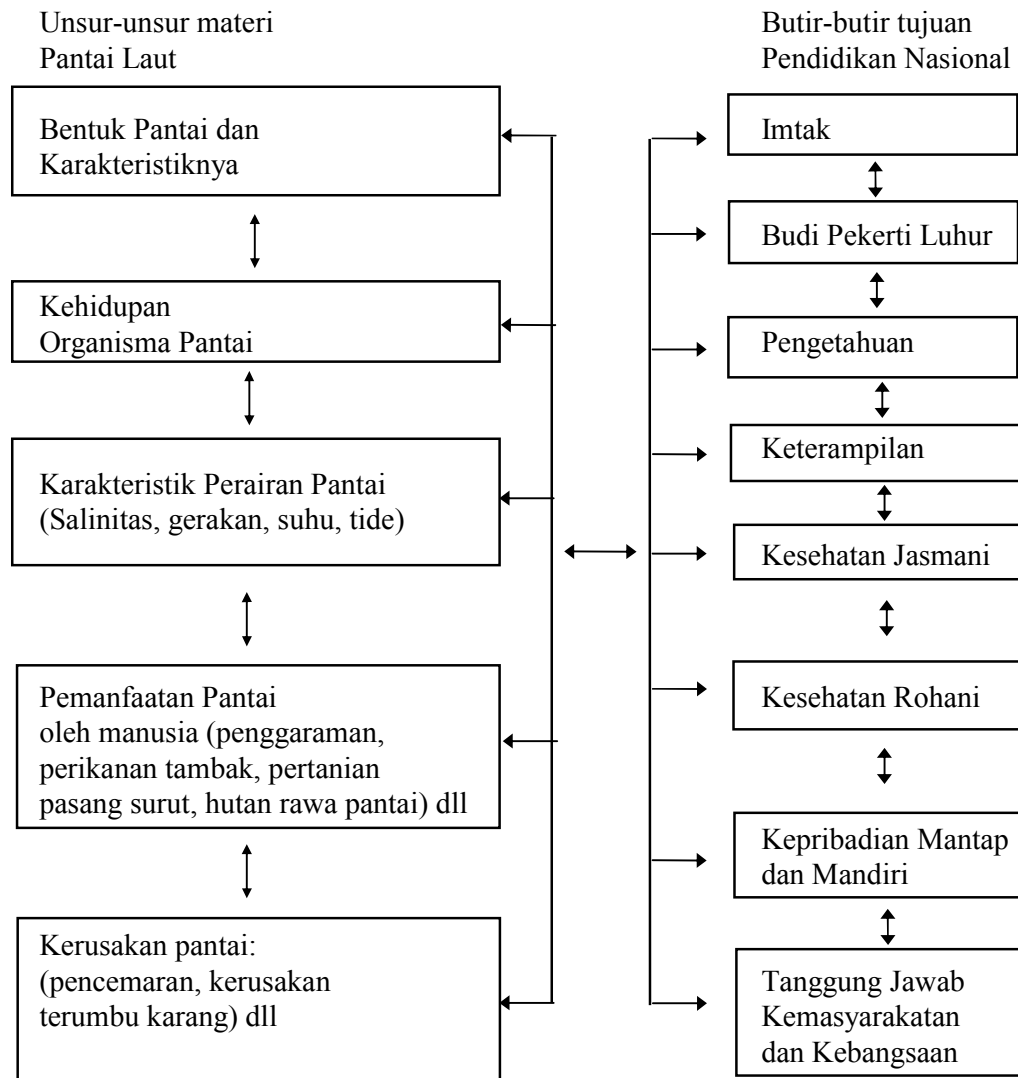 Unsur-unsur materi
Pantai Laut
Bentuk Pantai dan
Karakteristiknya
Kehidupan
Organisma Pantai
Karakteristik Perairan Pantai
(Salinitas, gerakan, suhu, tide)
Pemanfaatan Pantai
oleh manusia (penggaraman,
perikanan tambak, pertanian
pasang surut, hutan rawa pantai) dll
Kerusakan pantai:
(pencemaran, kerusakan
terumbu karang) dll
Butir-butir tujuan
Pendidikan Nasional
Imtak
Budi Pekerti Luhur
Pengetahuan
Keterampilan
Kesehatan Jasmani
Kesehatan Rohani
Kepribadian Mantap
dan Mandiri
Tanggung Jawab
Kemasyarakatan
dan Kebangsaan